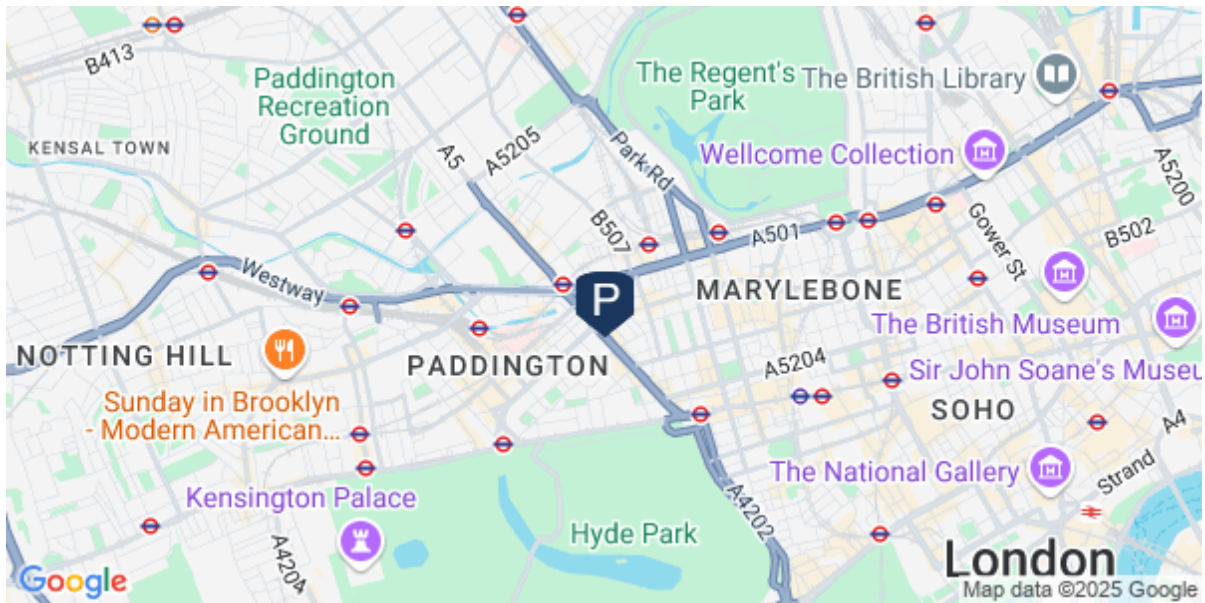 B413
Paddington
Recreation
Ground
The Regent's
Park
The British Library
KENSAL TOWN
A5
A5205
Park Rd
Wellcome Collection
A5200
B507
A501
Gower St
B502
Westway
P
MARYLEBONE
The British Museum
NOTTING HILL
PADDINGTON
A5204
Sir John Soane's Museu
Sunday in Brooklyn
- Modern American...
SOHO
A4
The National Gallery
Strand
Kensington Palace
A4202
Hyde Park
A4204
London
Google
Map data ©2025 Google